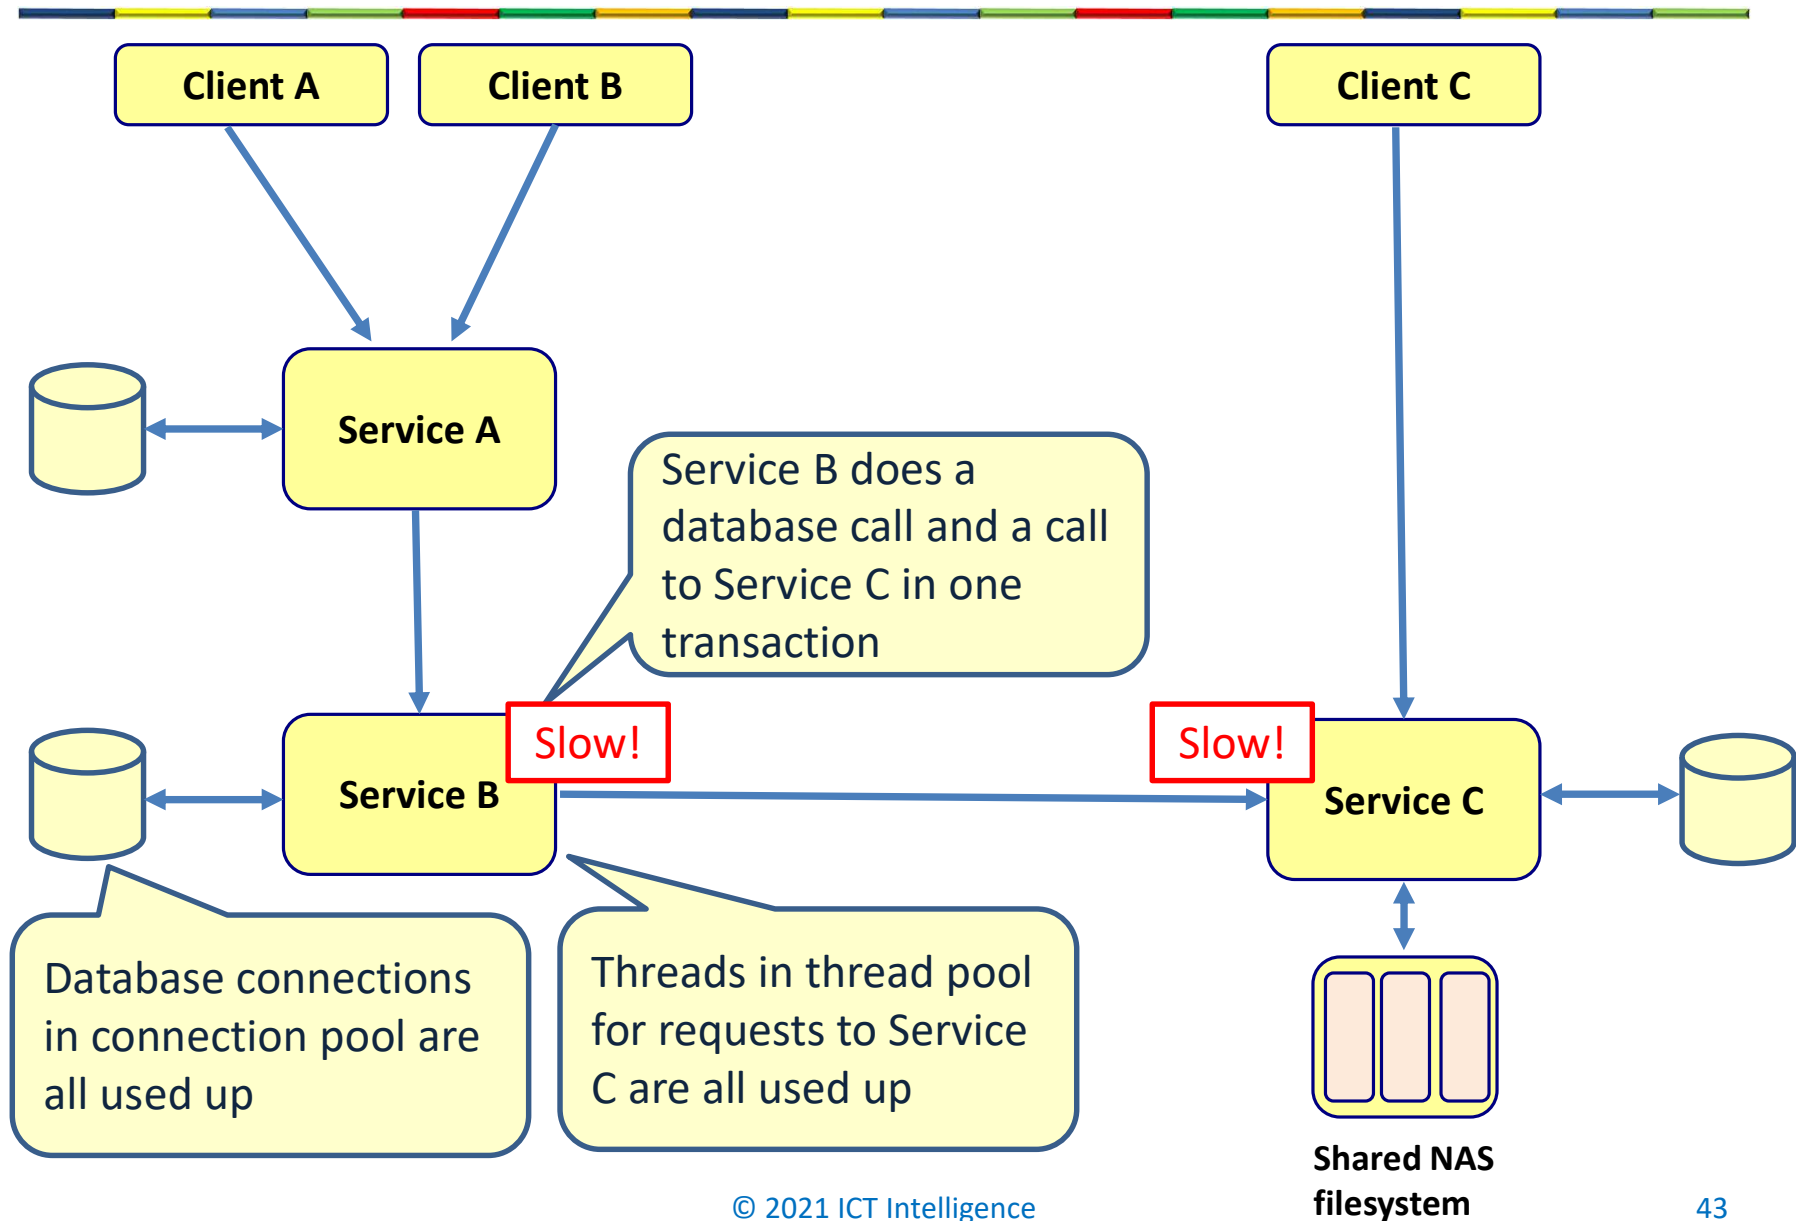 Client A
Client B
Client C
Service A
Service B does a
database call and a call
to Service C in one
transaction
Slow!
Slow!
Service B
Service C
Database connections
in connection pool are
all used up
Threads in thread pool
for requests to Service
C are all used up
Shared NAS
filesystem
© 2021 ICT Intelligence
43